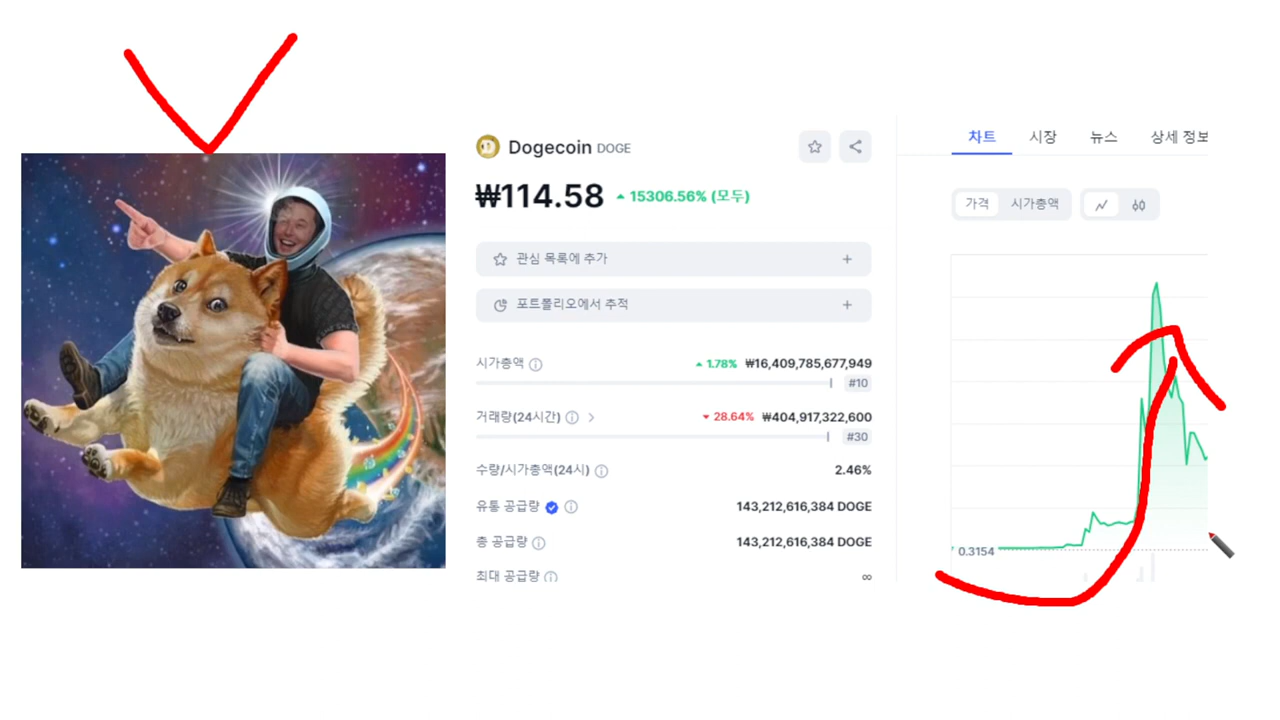 Dogecoin DOGE
₩114.58 15306.56% (모두)
관심 목록에 추가 +
포트폴리오에서 추적 +
시가총액 1.78% ₩16,409,785,677,949
#10
거래량(24시간) 28.64% ₩404,917,322,600
#30
수량/시가총액(24시) 2.46%
유통 공급량 143,212,616,384 DOGE
총 공급량 143,212,616,384 DOGE
최대 공급량 ∞
차트 시장 뉴스 상세 정보
가격 시가총액
0.3154